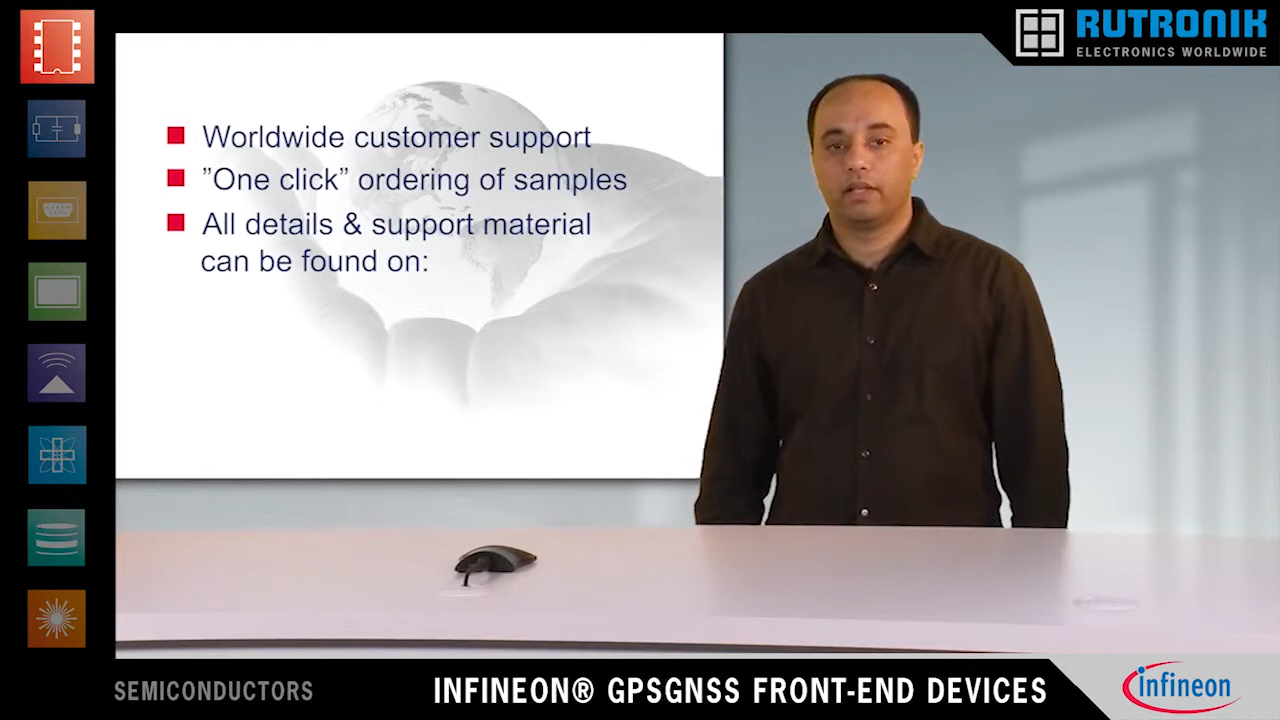 RUTRONIK
ELECTRONICS WORLDWIDE
Worldwide customer support
”One click” ordering of samples
All details & support material
can be found on:
SEMICONDUCTORS
INFINEON® GPSGNSS FRONT-END DEVICES
infineon